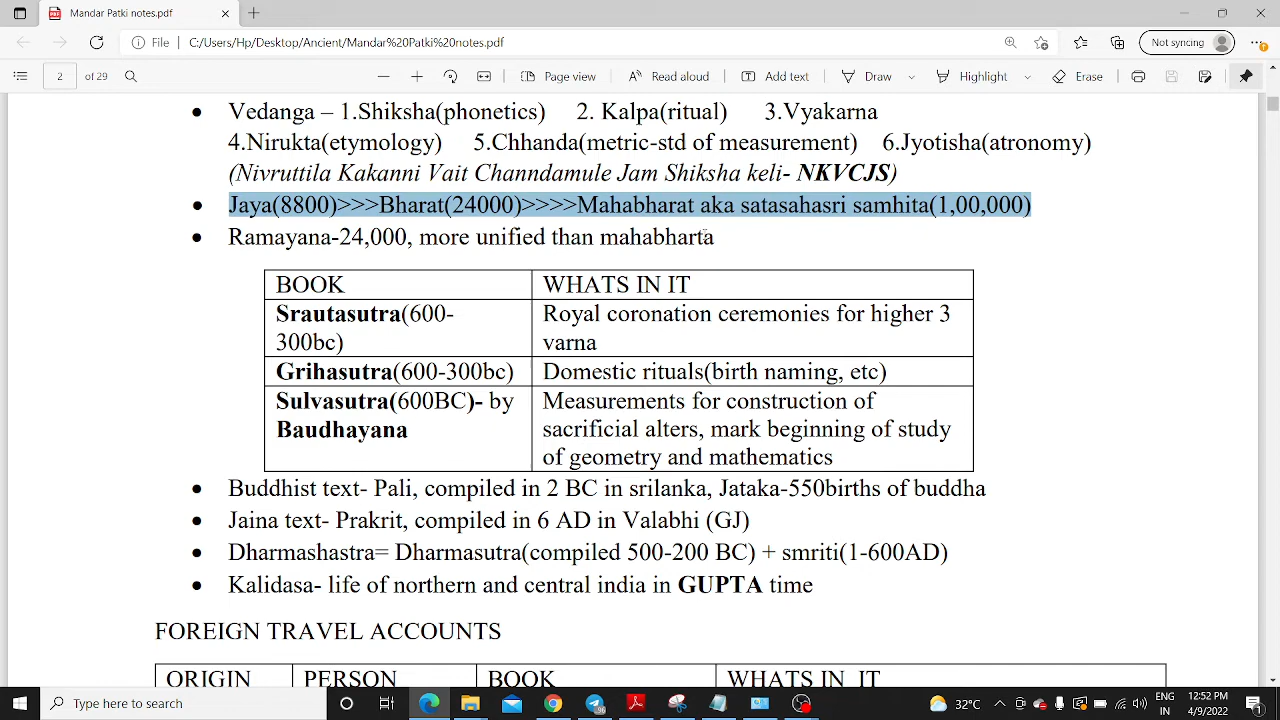 Mandar Patki notes.pdf
File C:/Users/Hp/Desktop/Ancient/Mandar%20Patki%20notes.pdf Not syncing
2 of 29 Page view Read aloud Add text Draw Highlight Erase
Vedanga – 1.Shiksha(phonetics) 2. Kalpa(ritual) 3.Vyakarna
4.Nirukta(etymology) 5.Chhanda(metric-std of measurement) 6.Jyotisha(atronomy)
(Nivruttila Kakanni Vait Channdamule Jam Shiksha keli- NKVCJS)
Jaya(8800)>>>Bharat(24000)>>>>Mahabharat aka satasahasri samhita(1,00,000)
Ramayana-24,000, more unified than mahabharta
BOOK WHATS IN IT
Srautasutra(600- Royal coronation ceremonies for higher 3
300bc) varna
Grihasutra(600-300bc) Domestic rituals(birth naming, etc)
Sulvasutra(600BC)- by Measurements for construction of
Baudhayana sacrificial alters, mark beginning of study
of geometry and mathematics
Buddhist text- Pali, compiled in 2 BC in srilanka, Jataka-550births of buddha
Jaina text- Prakrit, compiled in 6 AD in Valabhi (GJ)
Dharmashastra= Dharmasutra(compiled 500-200 BC) + smriti(1-600AD)
Kalidasa- life of northern and central india in GUPTA time
FOREIGN TRAVEL ACCOUNTS
ORIGIN PERSON BOOK WHATS IN IT
Type here to search 32°C ENG 12:52 PM
IN 4/9/2022